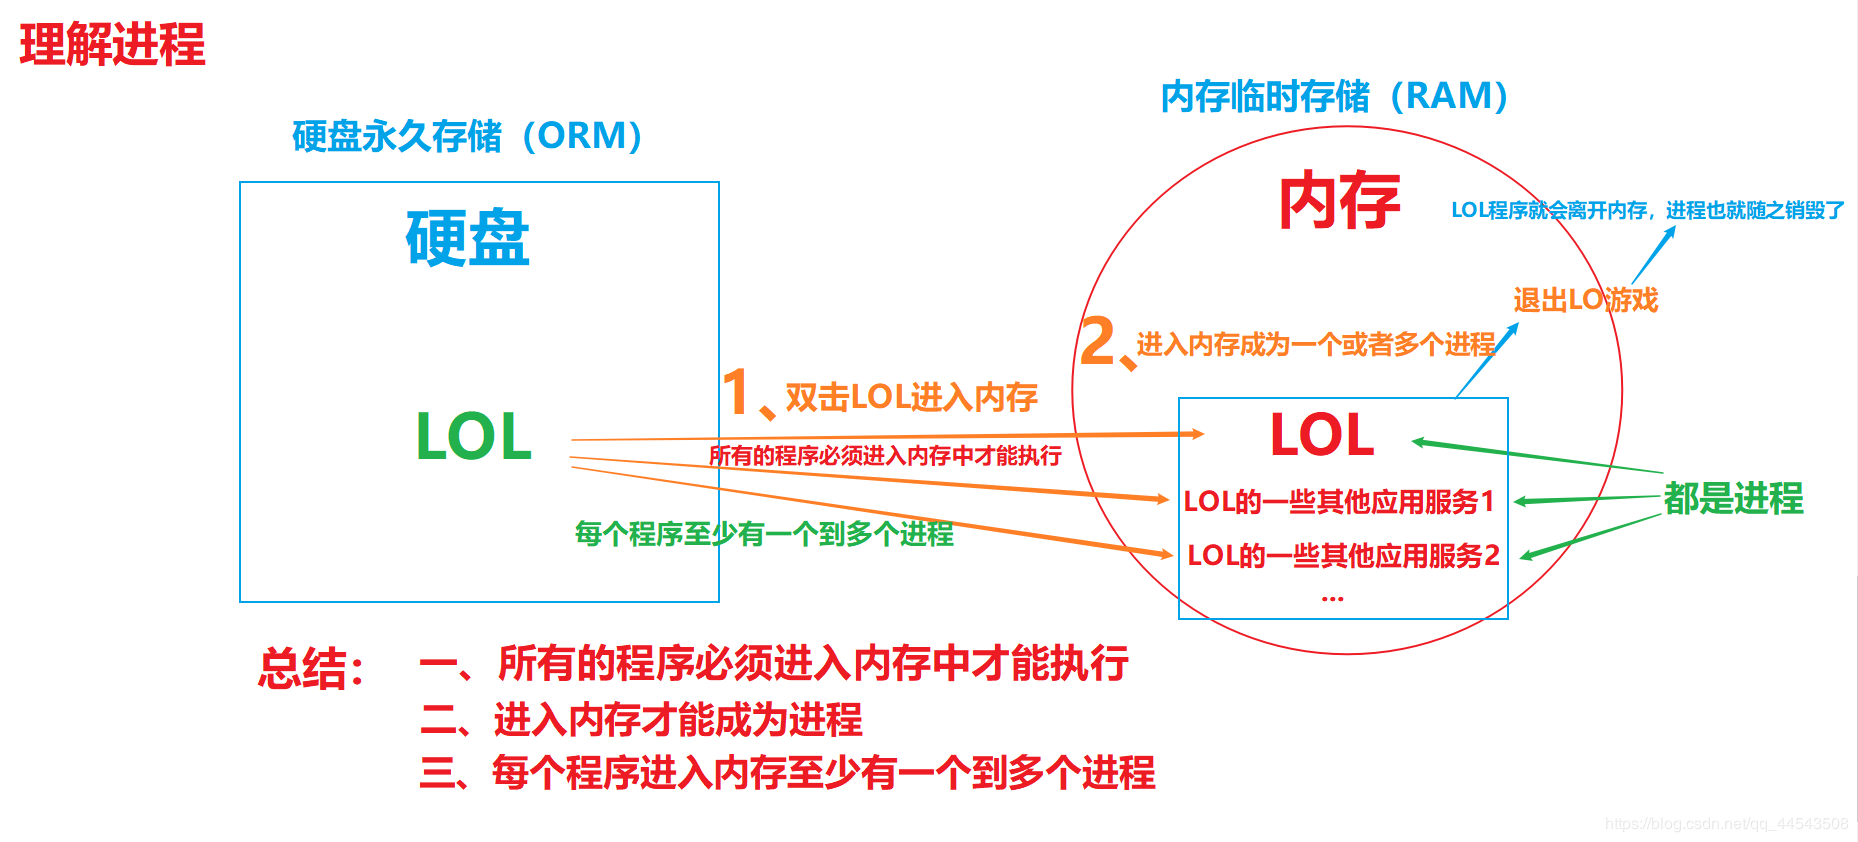 理解进程
硬盘永久存储（ORM）
内存临时存储（RAM）
硬盘
内存
LOL程序就会离开内存，进程也就随之销毁了
退出LO游戏
2、进入内存成为一个或者多个进程
1、双击LOL进入内存
LOL
LOL
所有的程序必须进入内存中才能执行
LOL的一些其他应用服务1
都是进程
每个程序至少有一个到多个进程
LOL的一些其他应用服务2
...
总结：
一、所有的程序必须进入内存中才能执行
二、进入内存才能成为进程
三、每个程序进入内存至少有一个到多个进程
https://blog.csdn.net/qq_44543508